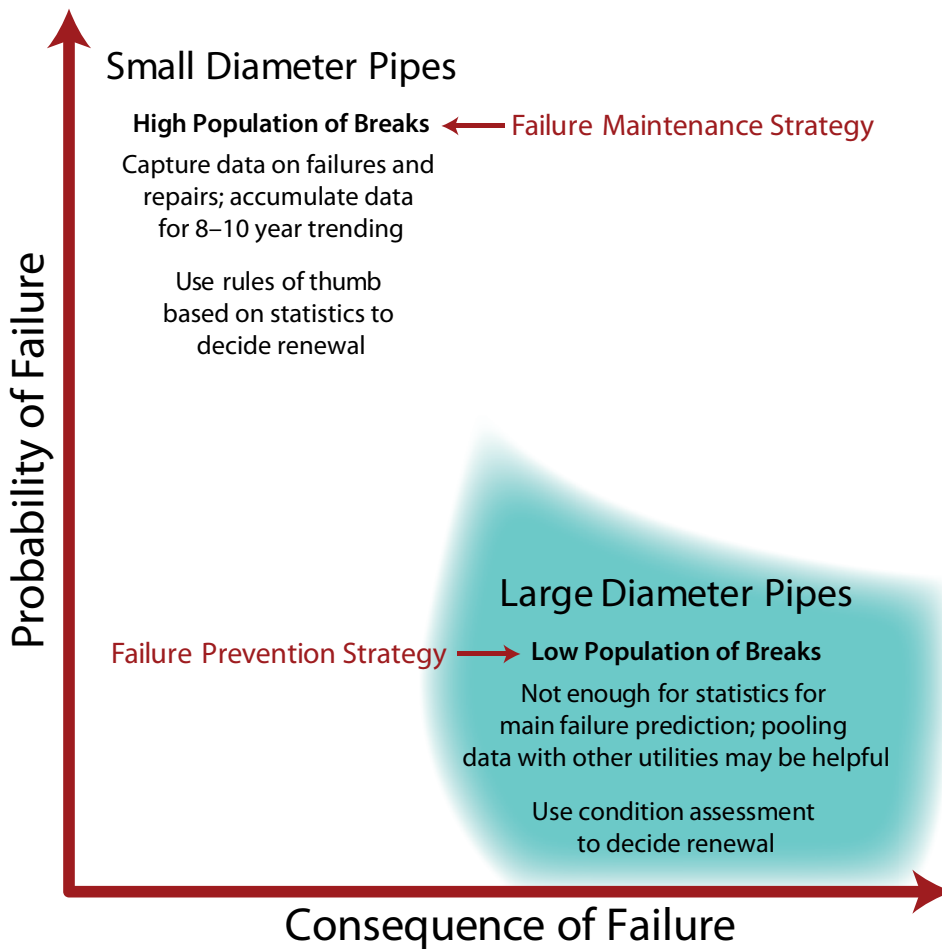 Small Diameter Pipes
High Population of Breaks
Failure Maintenance Strategy
Capture data on failures and
repairs; accumulate data
for 8–10 year trending
Use rules of thumb
based on statistics to
decide renewal
Probability of Failure
Large Diameter Pipes
Failure Prevention Strategy
Low Population of Breaks
Not enough for statistics for
main failure prediction; pooling
data with other utilities may be helpful
Use condition assessment
to decide renewal
Consequence of Failure